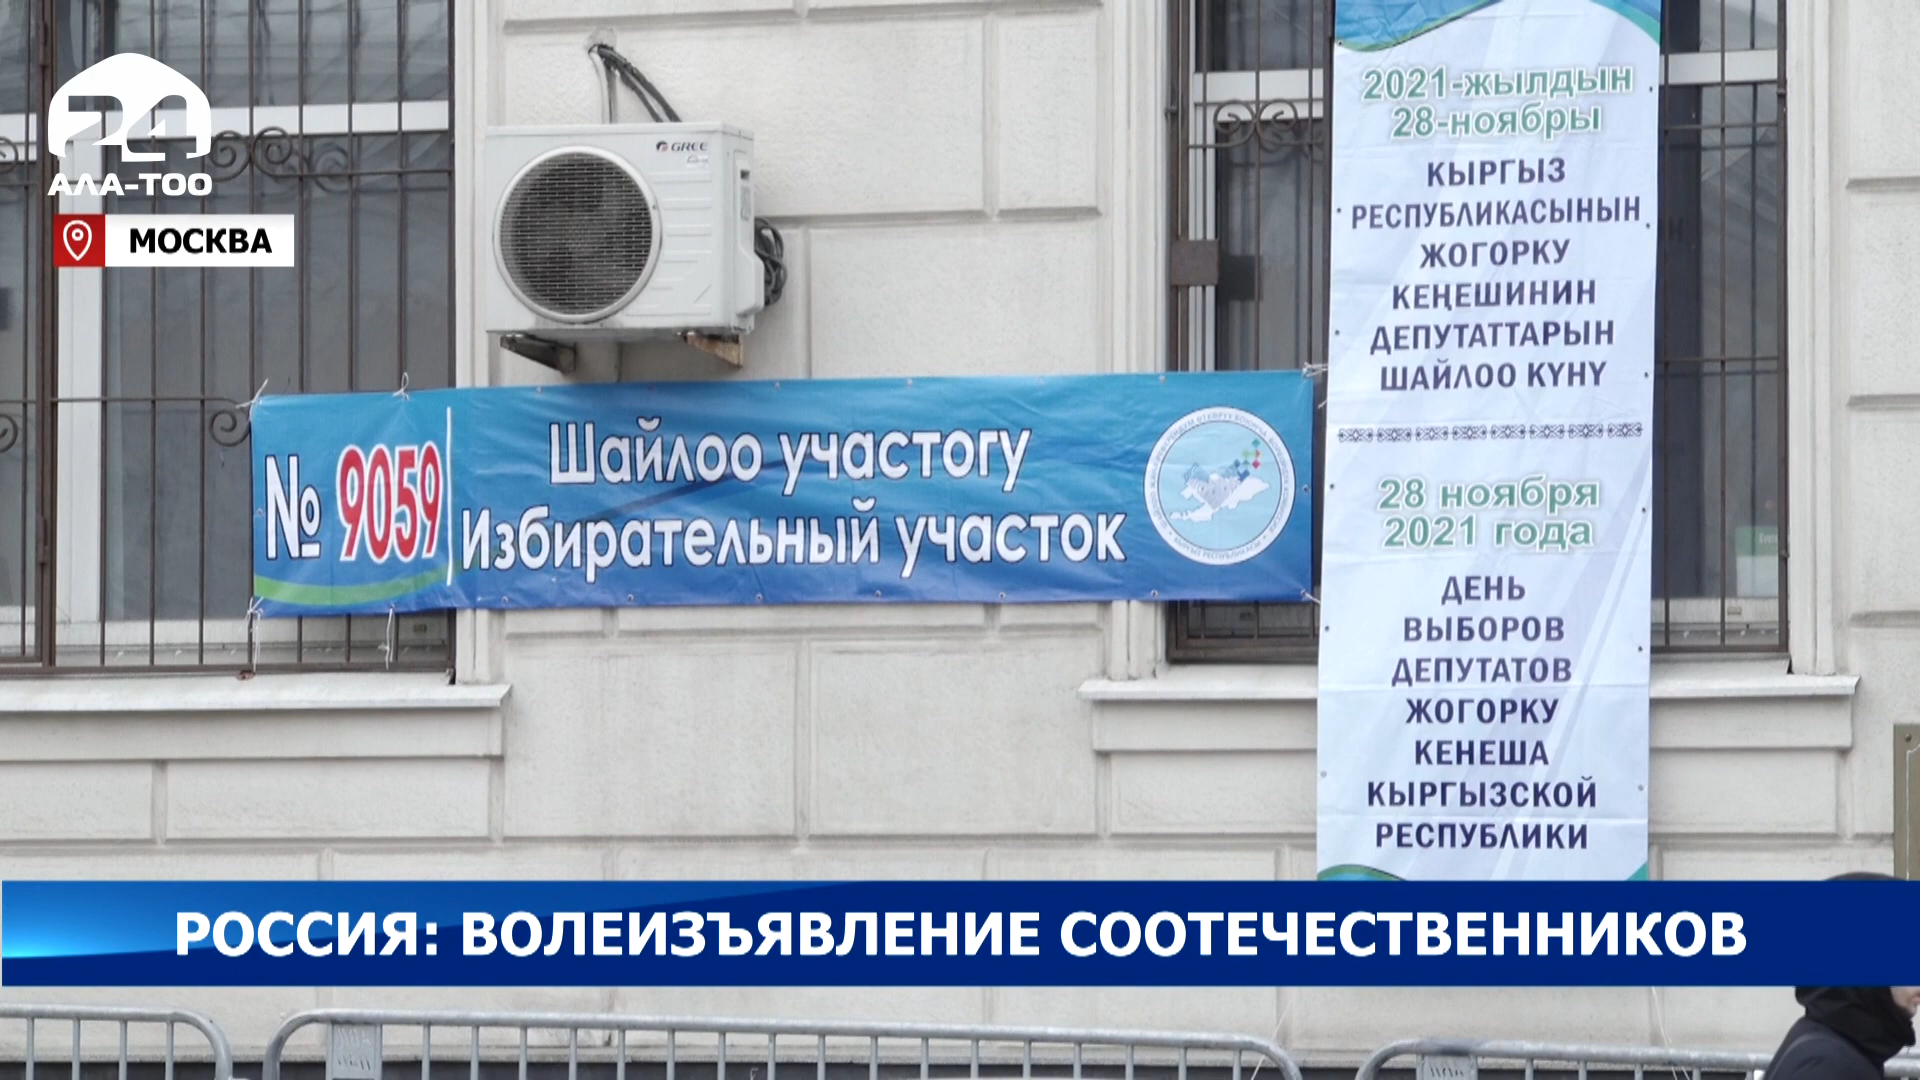 24
АЛА-ТОО
МОСКВА
GREE
№ 9059
Шайлоо участогу
Избирательный участок
2021-жылдын
28-ноябры
КЫРГЫЗ
РЕСПУБЛИКАСЫНЫН
ЖОГОРКУ
КЕҢЕШИНИН
ДЕПУТАТТАРЫН
ШАЙЛОО КҮНҮ
28 ноября
2021 года
ДЕНЬ
ВЫБОРОВ
ДЕПУТАТОВ
ЖОГОРКУ
КЕНЕША
КЫРГЫЗСКОЙ
РЕСПУБЛИКИ
РОССИЯ: ВОЛЕИЗЪЯВЛЕНИЕ СООТЕЧЕСТВЕННИКОВ